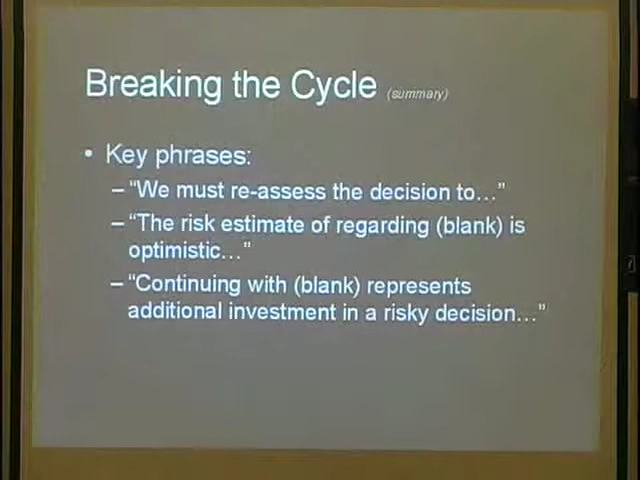 Breaking the Cycle (summary)
• Key phrases:
– “We must re-assess the decision to…”
– “The risk estimate of regarding (blank) is
optimistic…”
– “Continuing with (blank) represents
additional investment in a risky decision…”